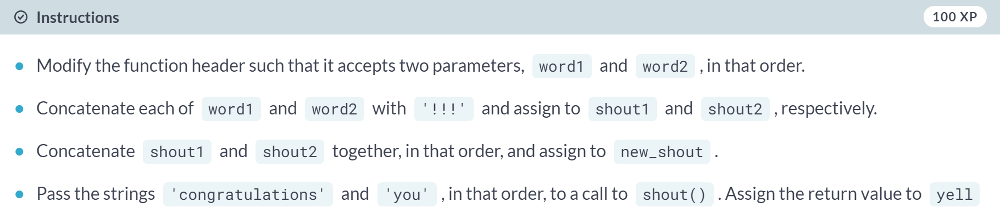 Instructions 100 XP
Modify the function header such that it accepts two parameters, word1 and word2 , in that order.
Concatenate each of word1 and word2 with '!!!' and assign to shout1 and shout2 , respectively.
Concatenate shout1 and shout2 together, in that order, and assign to new_shout .
Pass the strings 'congratulations' and 'you' , in that order, to a call to shout() . Assign the return value to yell